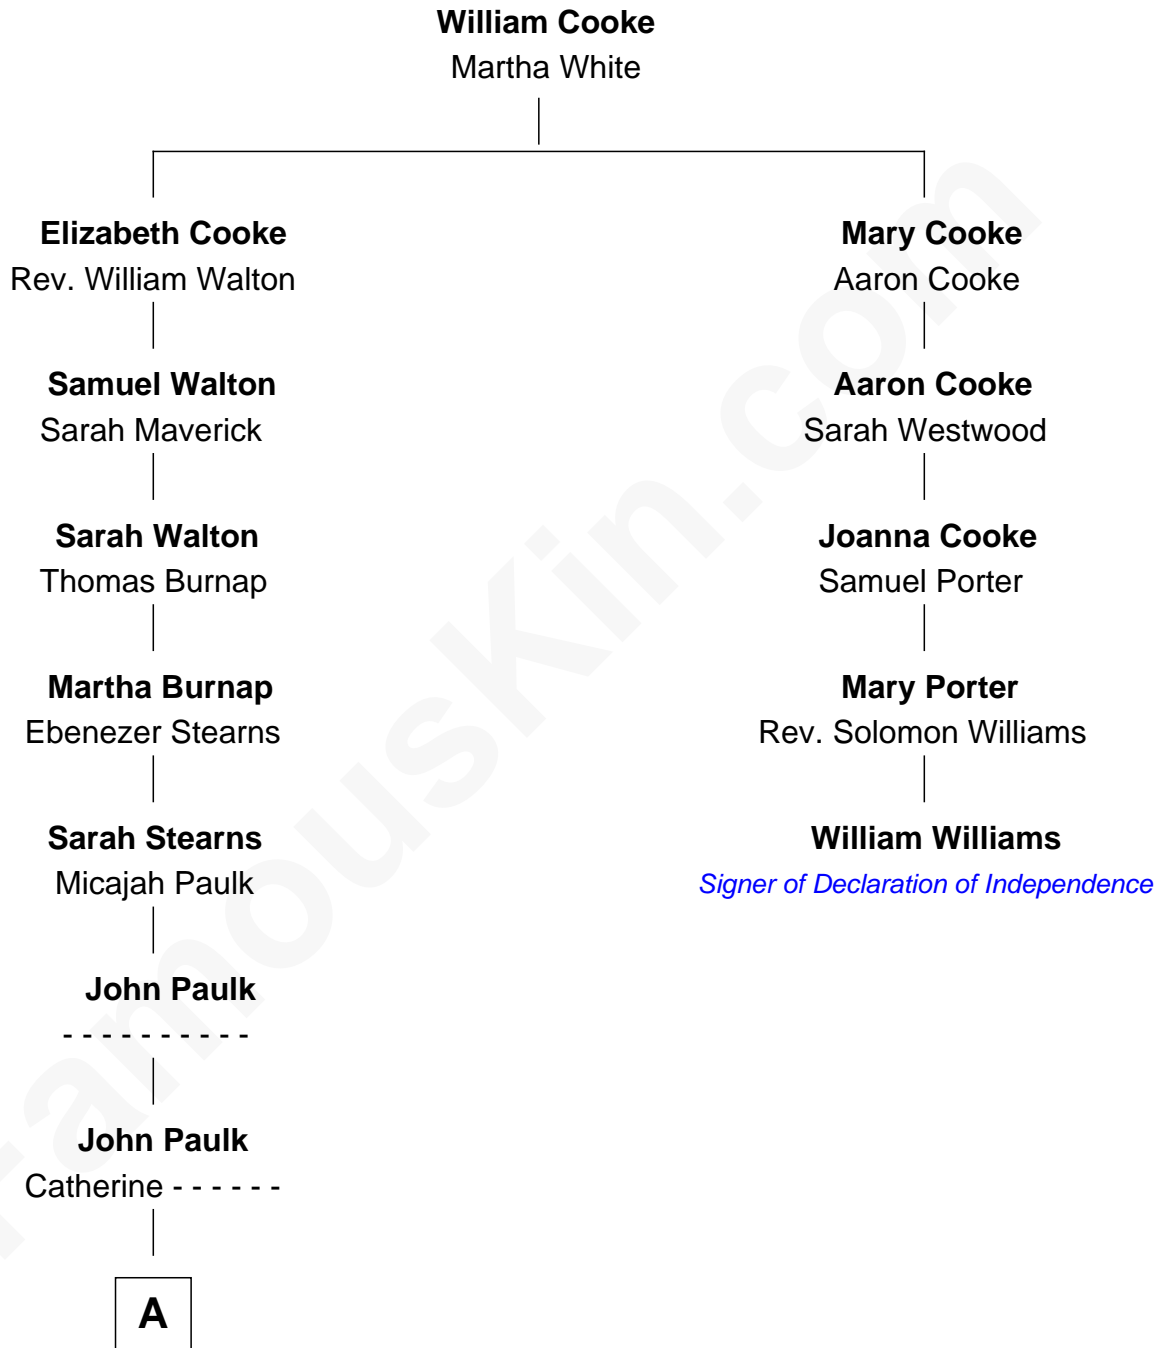 William Cooke
Martha White
Elizabeth Cooke
Rev. William Walton
Mary Cooke
Aaron Cooke
Samuel Walton
Sarah Maverick
Aaron Cooke
Sarah Westwood
Sarah Walton
Thomas Burnap
Joanna Cooke
Samuel Porter
Martha Burnap
Ebenezer Stearns
Mary Porter
Rev. Solomon Williams
Sarah Stearns
Micajah Paulk
William Williams
Signer of Declaration of Independence
John Paulk
- - - - - - - - - -
John Paulk
Catherine - - - - - -
A
FamousKin.com